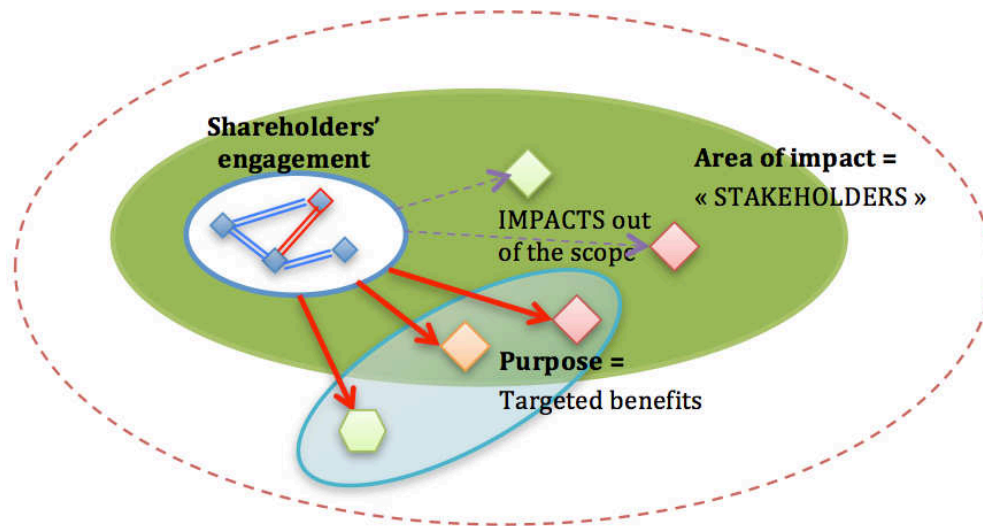 Shareholders'
engagement
Area of impact =
« STAKEHOLDERS »
IMPACTS out
of the scope
Purpose =
Targeted benefits